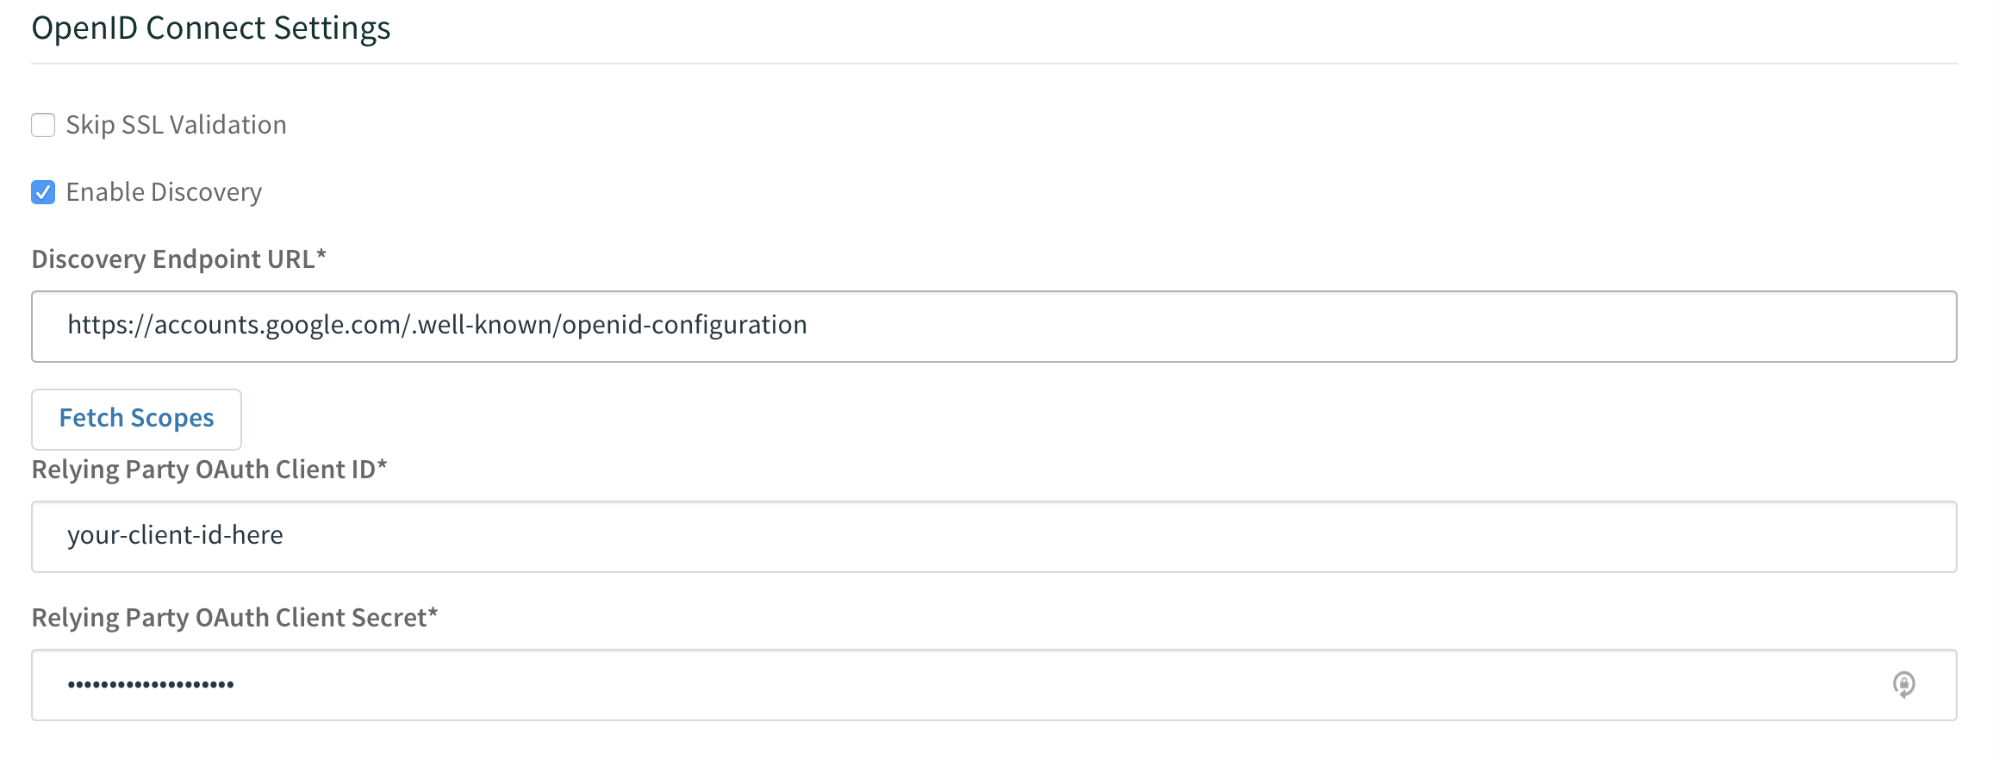 OpenID Connect Settings
Skip SSL Validation
Enable Discovery
Discovery Endpoint URL*
https://accounts.google.com/.well-known/openid-configuration
Fetch Scopes
Relying Party OAuth Client ID*
your-client-id-here
Relying Party OAuth Client Secret*
••••••••••••••••••••